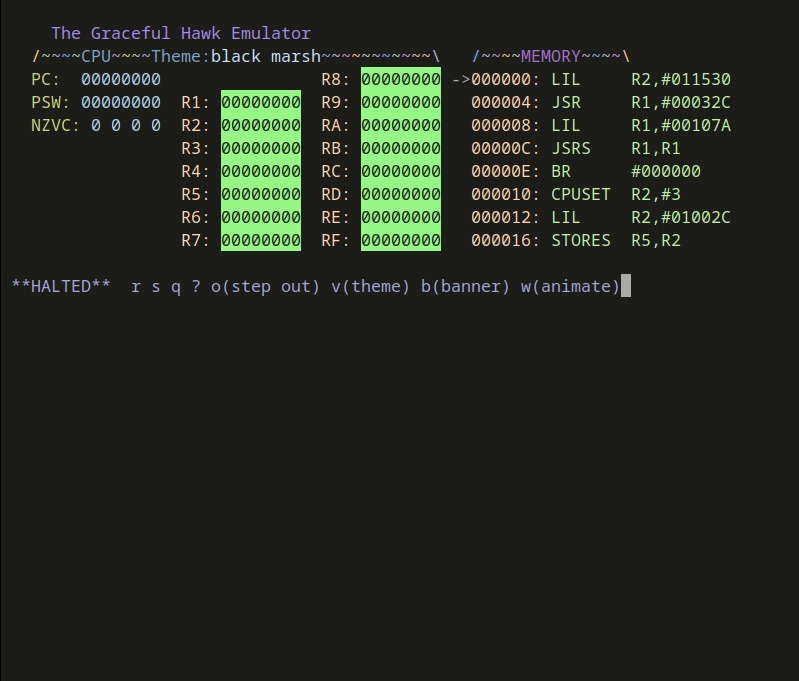 The Graceful Hawk Emulator
/~~~~CPU~~~~Theme:black marsh~~~~~~~~~~~\   /~~~~MEMORY~~~~\
PC:  00000000                R8: 00000000 ->000000: LIL     R2,#011530
PSW: 00000000  R1: 00000000  R9: 00000000   000004: JSR     R1,#00032C
NZVC: 0 0 0 0  R2: 00000000  RA: 00000000   000008: LIL     R1,#00107A
R3: 00000000  RB: 00000000   00000C: JSRS    R1,R1
R4: 00000000  RC: 00000000   00000E: BR      #000000
R5: 00000000  RD: 00000000   000010: CPUSET  R2,#3
R6: 00000000  RE: 00000000   000012: LIL     R2,#01002C
R7: 00000000  RF: 00000000   000016: STORES  R5,R2
**HALTED**  r s q ? o(step out) v(theme) b(banner) w(animate)